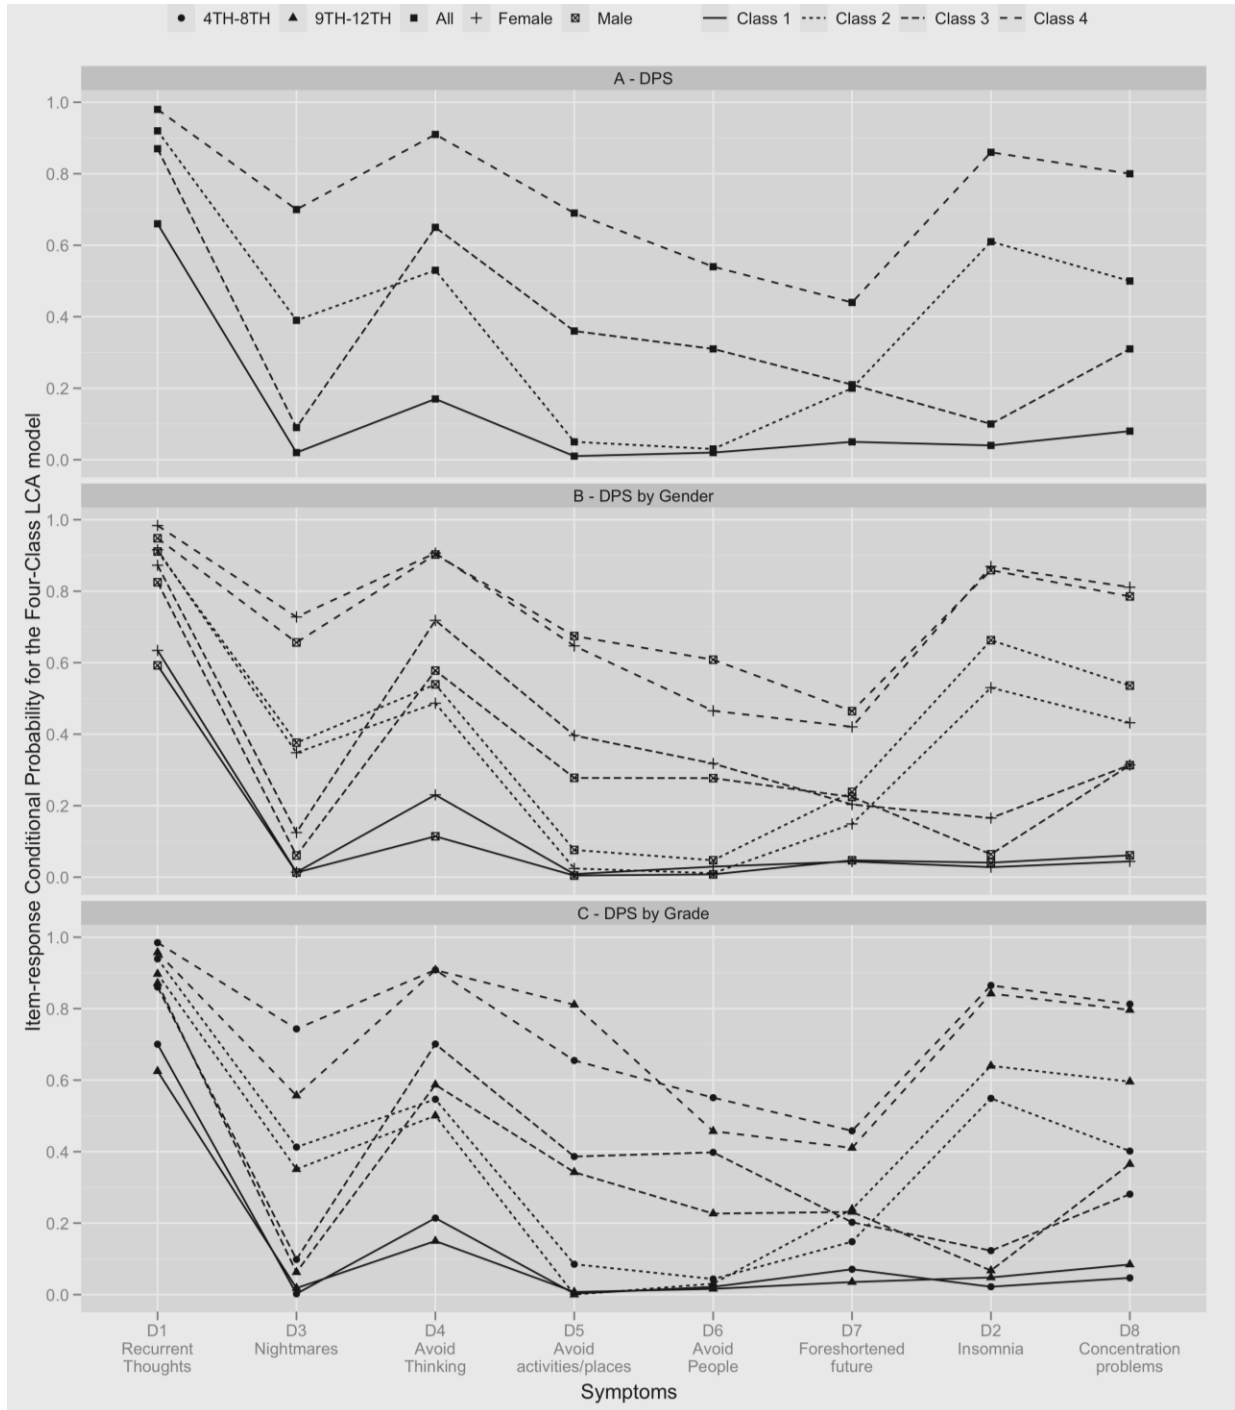 4TH-8TH 9TH-12TH All Female Male Class 1 Class 2 Class 3 Class 4
A - DPS
1.0
0.8
0.6
0.4
0.2
0.0
B - DPS by Gender
1.0
0.8
0.6
0.4
0.2
0.0
C - DPS by Grade
1.0
0.8
0.6
0.4
0.2
0.0
Item-response Conditional Probability for the Four-Class LCA model
D1 D3 D4 D5 D6 D7 D2 D8
Recurrent Nightmares Avoid Avoid Avoid Foreshortened Insomnia Concentration
Thoughts Thinking activities/places People future problems
Symptoms